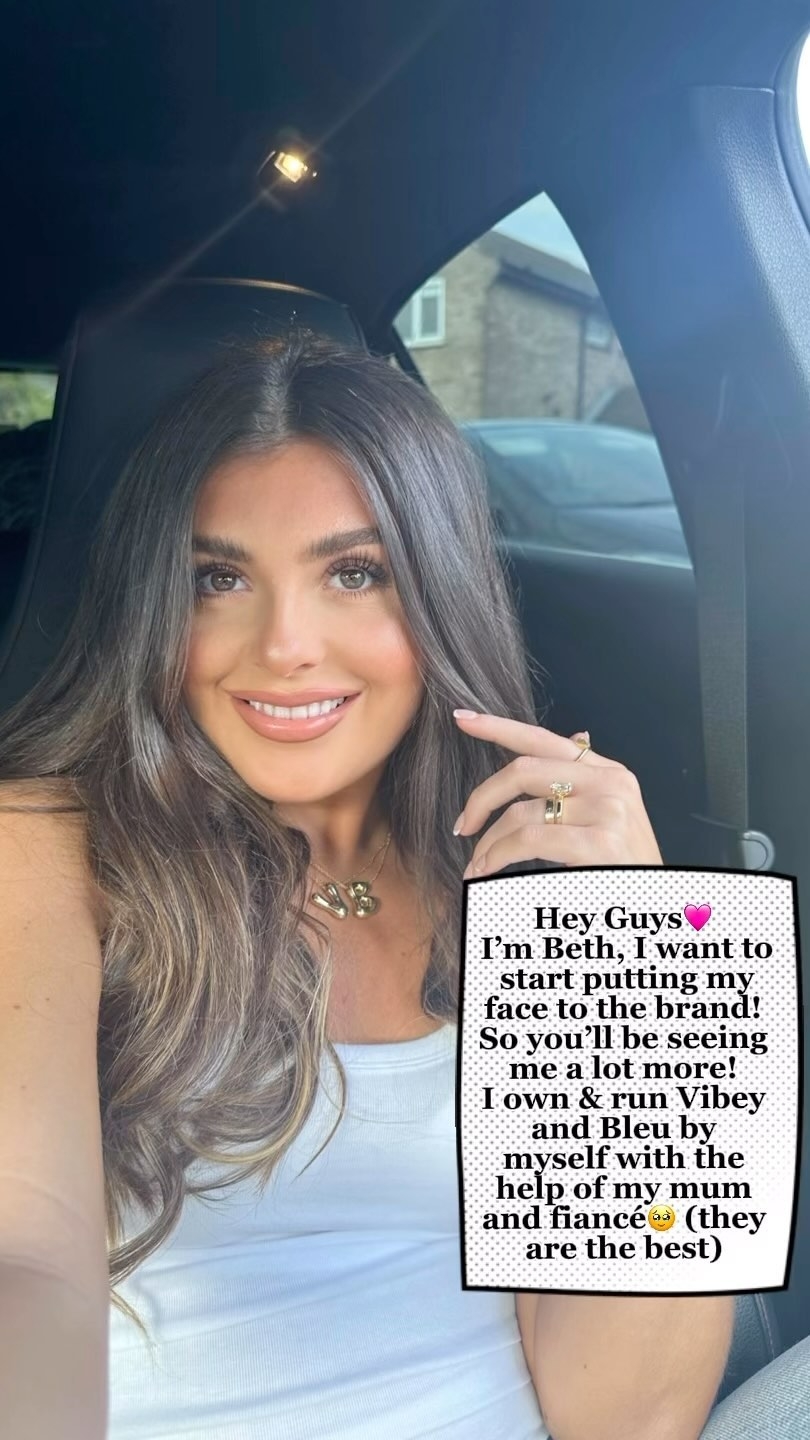 VB
Hey Guys🩷
I’m Beth, I want to
start putting my
face to the brand!
So you’ll be seeing
me a lot more!
I own & run Vibey
and Bleu by
myself with the
help of my mum
and fiancé🥹 (they
are the best)